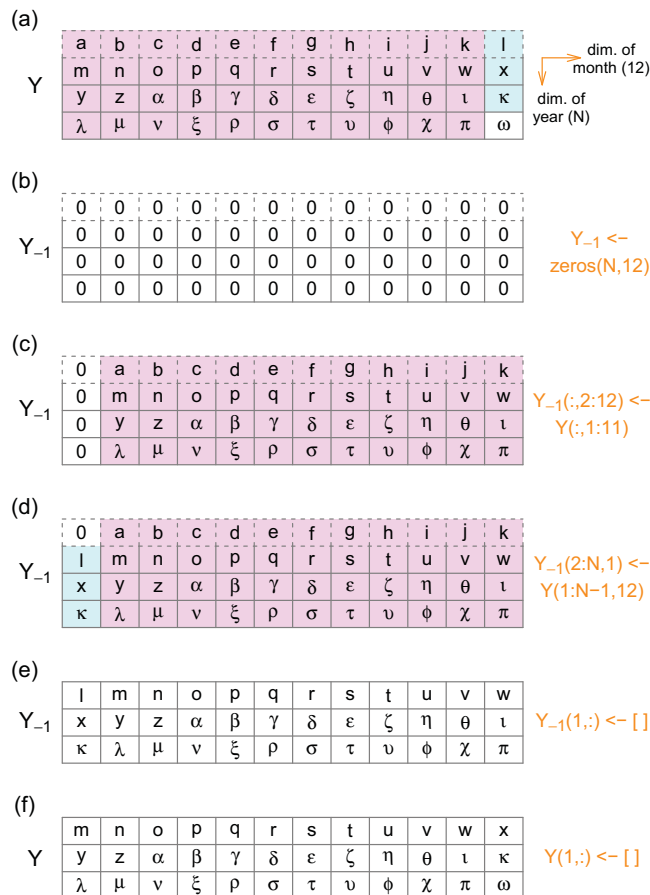 (a)
Y
a b c d e f g h i j k l
m n o p q r s t u v w x
y z α β γ δ ε ζ η θ ι κ
λ μ ν ξ ρ σ τ υ φ χ π ω
dim. of
month (12)
dim. of
year (N)
(b)
Y−1
0 0 0 0 0 0 0 0 0 0 0 0
0 0 0 0 0 0 0 0 0 0 0 0
0 0 0 0 0 0 0 0 0 0 0 0
0 0 0 0 0 0 0 0 0 0 0 0
Y−1 <−
zeros(N,12)
(c)
Y−1
0 a b c d e f g h i j k
0 m n o p q r s t u v w
0 y z α β γ δ ε ζ η θ ι
0 λ μ ν ξ ρ σ τ υ φ χ π
Y−1(:,2:12) <−
Y(:,1:11)
(d)
Y−1
0 a b c d e f g h i j k
l m n o p q r s t u v w
x y z α β γ δ ε ζ η θ ι
κ λ μ ν ξ ρ σ τ υ φ χ π
Y−1(2:N,1) <−
Y(1:N−1,12)
(e)
Y−1
l m n o p q r s t u v w
x y z α β γ δ ε ζ η θ ι
κ λ μ ν ξ ρ σ τ υ φ χ π
Y−1(1,:) <− [ ]
(f)
Y
m n o p q r s t u v w x
y z α β γ δ ε ζ η θ ι κ
λ μ ν ξ ρ σ τ υ φ χ π ω
Y(1,:) <− [ ]